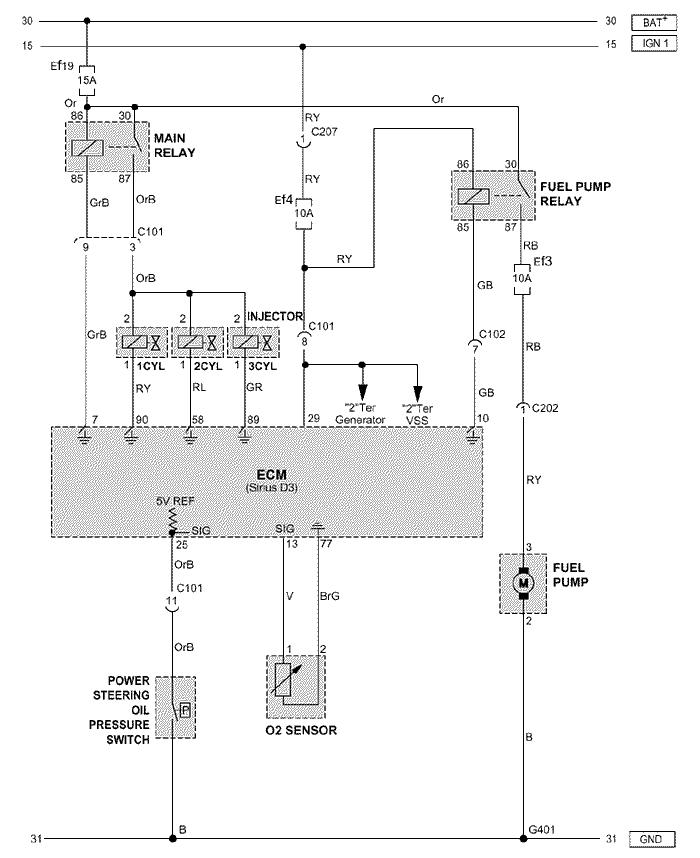 30 30 BAT+
15 15 IGN 1
Ef19
15A
Or Or
86 30
MAIN
RELAY
85 87
GrB OrB
C101
9 3
OrB
RY
1 C207
RY
Ef4
10A
RY
86 30
FUEL PUMP
RELAY
85 87
RB
Ef3
10A
GB
C102
7
RB
GB
C202
1
2 2 2 INJECTOR
C101
8
GrB
1 1CYL 1 2CYL 1 3CYL
RY RL GR
"2"Ter
Generator
"2"Ter
VSS
7 90 58 89 29 10
ECM
(Sirius D3)
5V REF
SIG SIG
25 13 77
RY
OrB
C101
11
V BrG
OrB
3
M
FUEL
PUMP
2
1 2
POWER
STEERING
OIL
PRESSURE
SWITCH
P
O2 SENSOR
B
B G401
31 31 GND